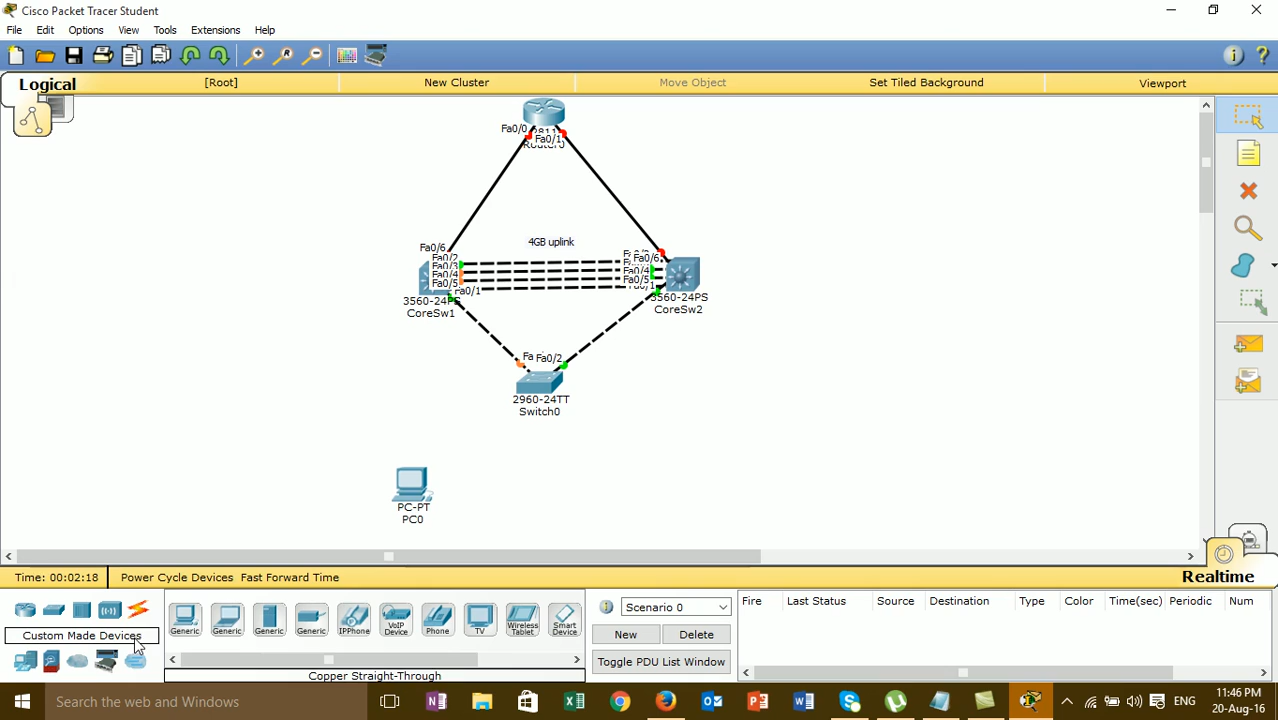 Cisco Packet Tracer Student
File Edit Options View Tools Extensions Help
Logical [Root] New Cluster Move Object Set Tiled Background Viewport
Fa0/0
Fa0/1
Router0
Fa0/6 4GB uplink
Fa0/2 Fa0/6
Fa0/3
Fa0/4 Fa0/4
Fa0/5 Fa0/5
Fa0/1
3560-24PS 3560-24PS
CoreSw1 CoreSw2
Fa0/2
2960-24TT
Switch0
PC-PT
PC0
Time: 00:02:18 Power Cycle Devices Fast Forward Time Realtime
Custom Made Devices
Generic Generic Generic Generic IPPhone VoIP Device Phone TV Wireless Tablet Smart Device
Copper Straight-Through
Scenario 0
New Delete
Toggle PDU List Window
Fire Last Status Source Destination Type Color Time(sec) Periodic Num
Search the web and Windows
ENG
11:46 PM
20-Aug-16